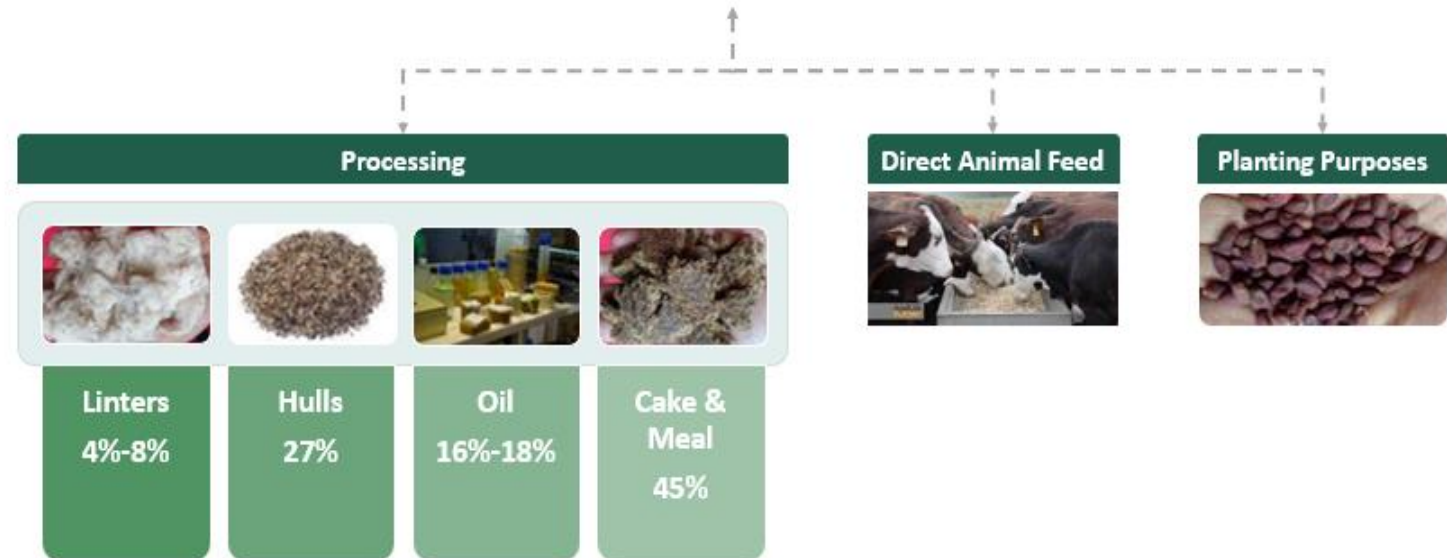 Processing
Direct Animal Feed
Planting Purposes
Linters
4%-8%
Hulls
27%
Oil
16%-18%
Cake &
Meal
45%